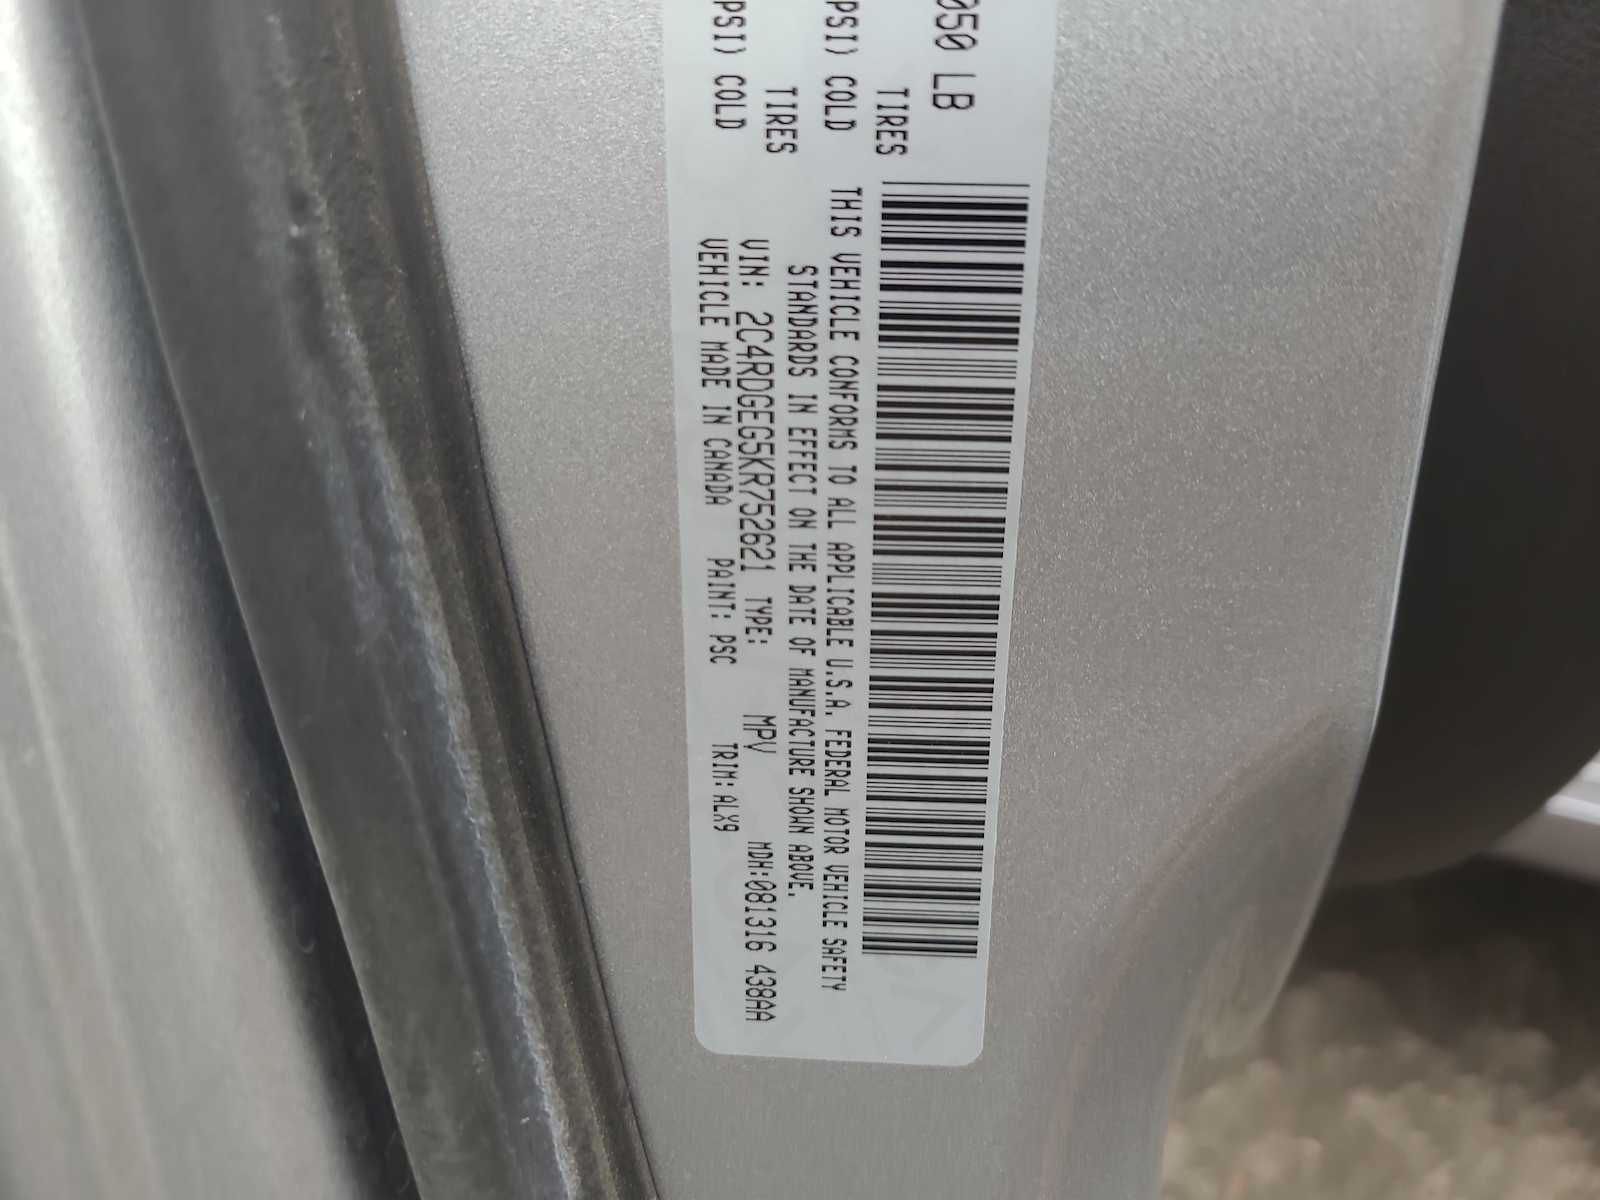 050 LB
TIRES
PSI) COLD
TIRES
PSI) COLD
THIS VEHICLE CONFORMS TO ALL APPLICABLE U.S.A. FEDERAL MOTOR VEHICLE SAFETY
STANDARDS IN EFFECT ON THE DATE OF MANUFACTURE SHOWN ABOVE.
VIN: 2C4RDGEG5KR752621 TYPE: MPV MDH:081316 438AA
VEHICLE MADE IN CANADA PAINT: PSC TRIM: ALX9